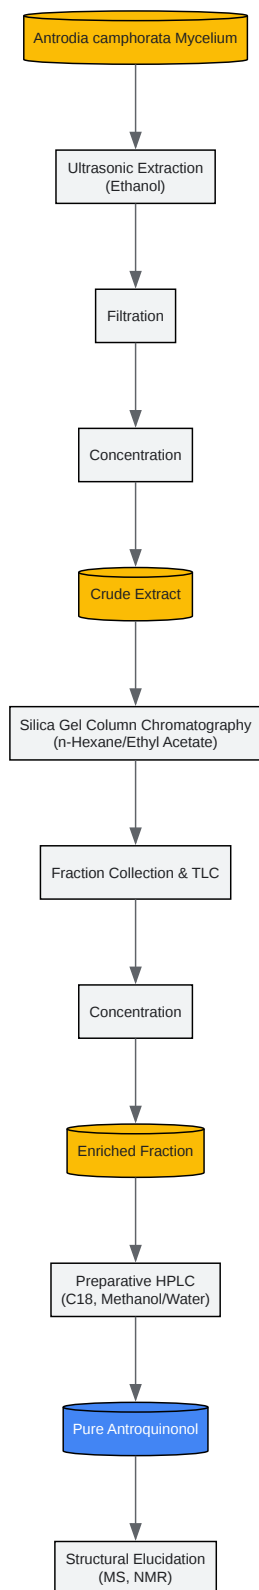 Antrodia camphorata Mycelium
Ultrasonic Extraction
(Ethanol)
Filtration
Concentration
Crude Extract
Silica Gel Column Chromatography
(n-Hexane/Ethyl Acetate)
Fraction Collection & TLC
Concentration
Enriched Fraction
Preparative HPLC
(C18, Methanol/Water)
Pure Antroquinonol
Structural Elucidation
(MS, NMR)